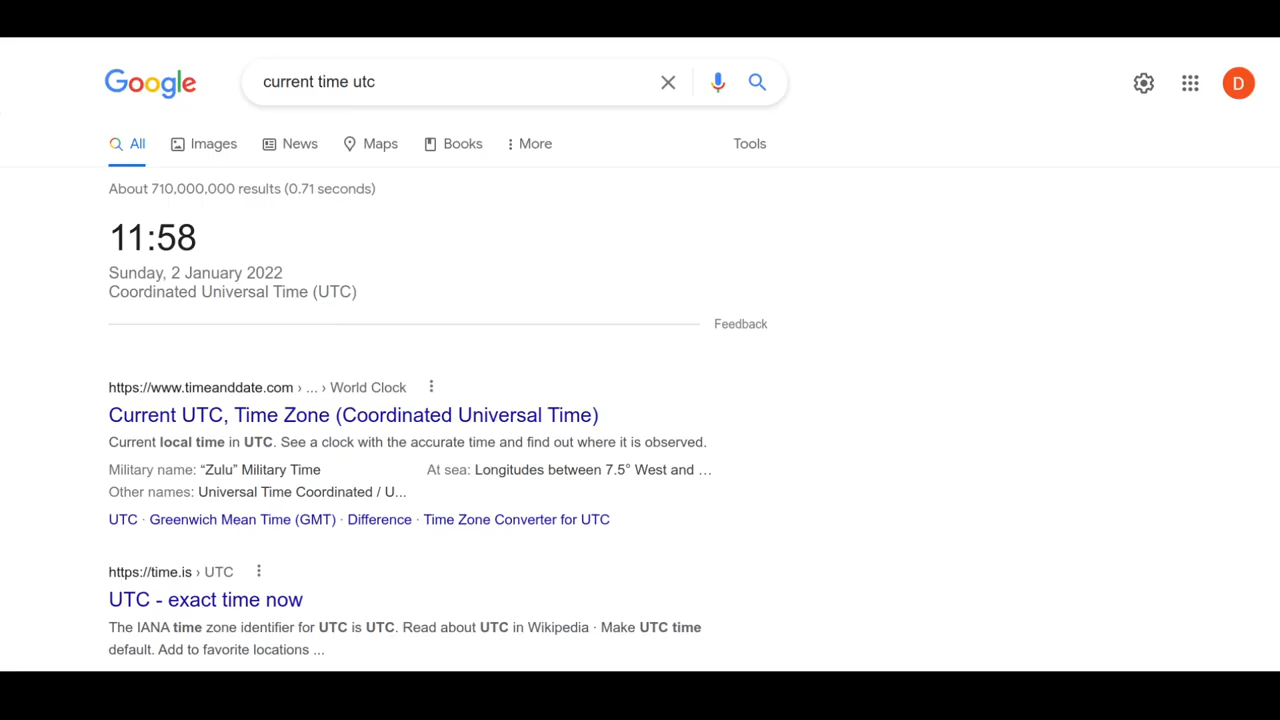 Google
current time utc
D
All Images News Maps Books More Tools
About 710,000,000 results (0.71 seconds)
11:58
Sunday, 2 January 2022
Coordinated Universal Time (UTC)
Feedback
https://www.timeanddate.com › ... › World Clock
Current UTC, Time Zone (Coordinated Universal Time)
Current local time in UTC. See a clock with the accurate time and find out where it is observed.
Military name: “Zulu” Military Time At sea: Longitudes between 7.5° West and ...
Other names: Universal Time Coordinated / U...
UTC · Greenwich Mean Time (GMT) · Difference · Time Zone Converter for UTC
https://time.is › UTC
UTC - exact time now
The IANA time zone identifier for UTC is UTC. Read about UTC in Wikipedia · Make UTC time
default. Add to favorite locations ...